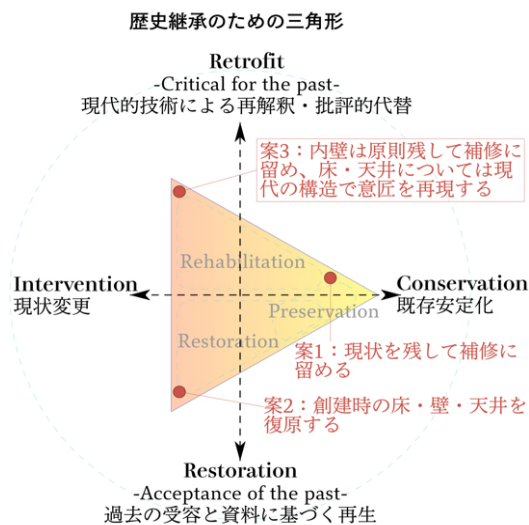 歴史継承のための三角形
Retrofit
-Critical for the past-
現代的技術による再解釈・批評的代替
案3：内壁は原則残して補修に
留め、床・天井については現
代の構造で意匠を再現する
Rehabilitation
Intervention
現状変更
Conservation
既存安定化
Preservation
Restoration
案1：現状を残して補修に
留める
案2：創建時の床・壁・天井を
復原する
Restoration
-Acceptance of the past-
過去の受容と資料に基づく再生